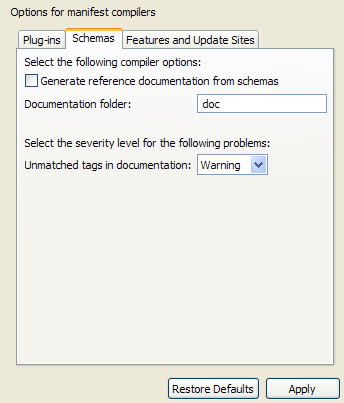 Options for manifest compilers
Plug-ins Schemas Features and Update Sites
Select the following compiler options:
Generate reference documentation from schemas
Documentation folder: doc
Select the severity level for the following problems:
Unmatched tags in documentation: Warning
Restore Defaults Apply